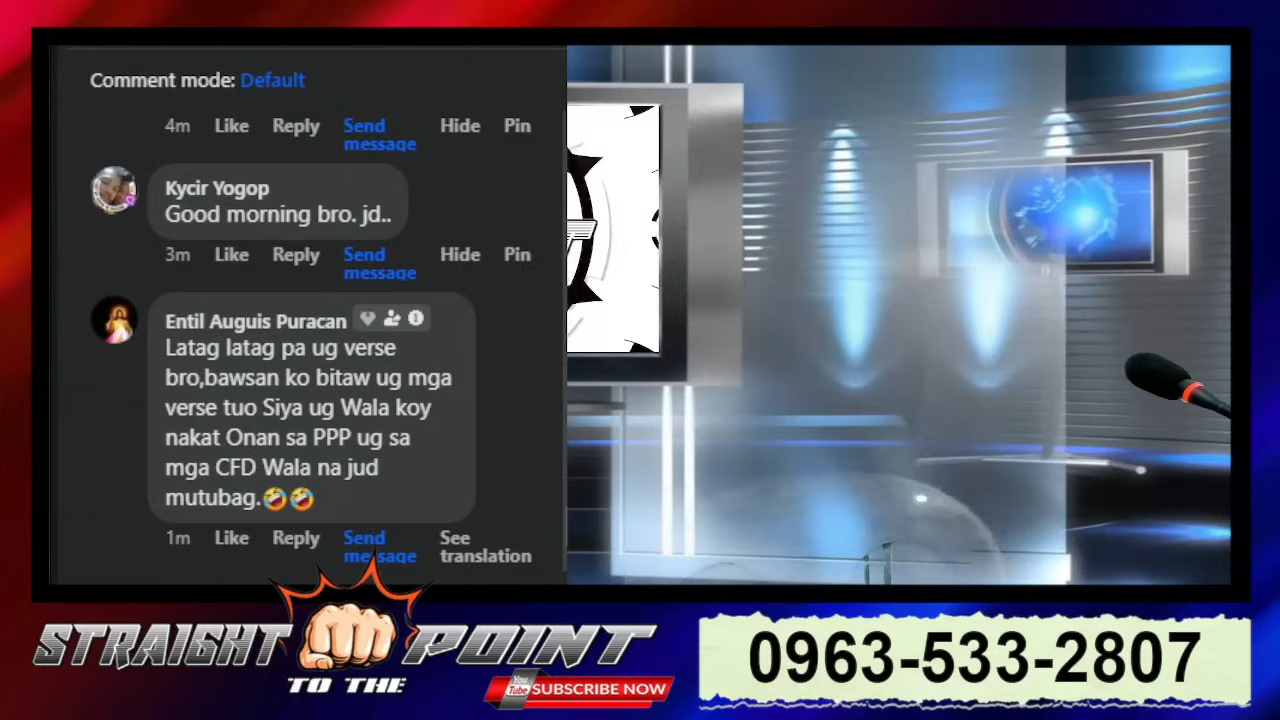 Comment mode: Default
4m Like Reply Send message Hide Pin
Kycir Yogop
Good morning bro. jd..
3m Like Reply Send message Hide Pin
Entil Auguis Puracan
Latag latag pa ug verse
bro,bawsan ko bitaw ug mga
verse tuo Siya ug Wala koy
nakat Onan sa PPP ug sa
mga CFD Wala na jud
mutubag.🤣🤣
1m Like Reply Send message See translation
STRAIGHT POINT
TO THE
You Tube SUBSCRIBE NOW
0963-533-2807